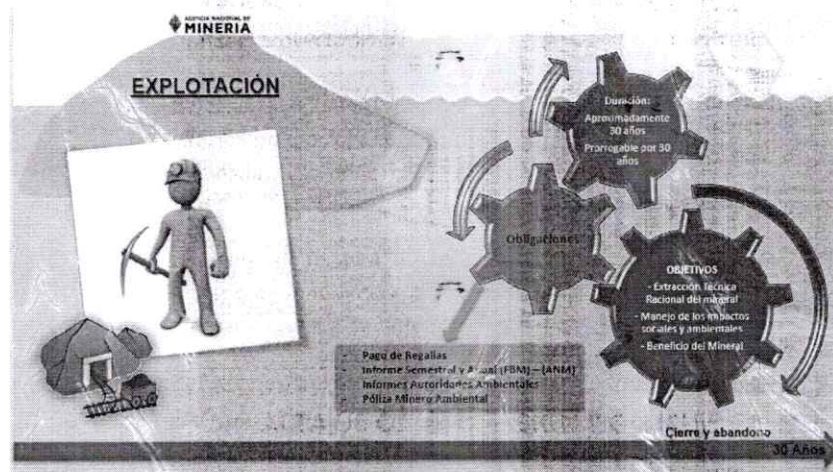 AGENCIA NACIONAL DE
MINERÍA
EXPLOTACIÓN
Duración:
Aproximadamente
30 años
Prorrogable por 30
años
Obligaciones
OBJETIVOS
- Extracción Técnica
Racional del mineral
- Manejo de los impactos
sociales y ambientales
- Beneficio del Mineral
- Pago de Regalías
- Informe Semestral y Anual (FBM) – (ANM)
Informes Autoridades Ambientales
- Póliza Minero Ambiental
Cierre y abandono
30 Años